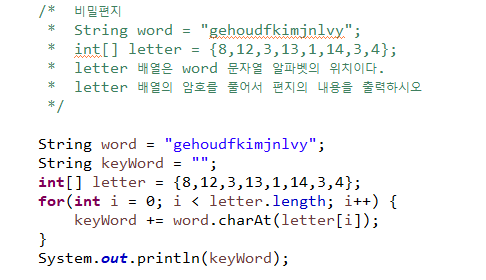 /* 비밀편지
* String word = "gehoudfkimjnlvy";
* int[] letter = {8,12,3,13,1,14,3,4};
* letter 배열은 word 문자열 알파벳의 위치이다.
* letter 배열의 암호를 풀어서 편지의 내용을 출력하시오
*/
String word = "gehoudfkimjnlvy";
String keyWord = "";
int[] letter = {8,12,3,13,1,14,3,4};
for(int i = 0; i < letter.length; i++) {
keyWord += word.charAt(letter[i]);
}
System.out.println(keyWord);